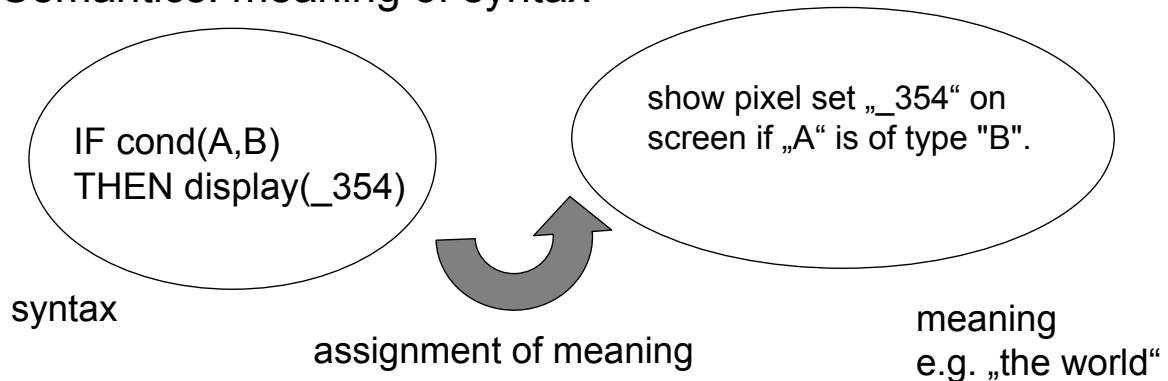 Semantics: meaning of syntax
IF cond(A,B)
THEN display(_354)
show pixel set „_354“ on
screen if „A“ is of type "B".
syntax
assignment of meaning
meaning
e.g. „the world“